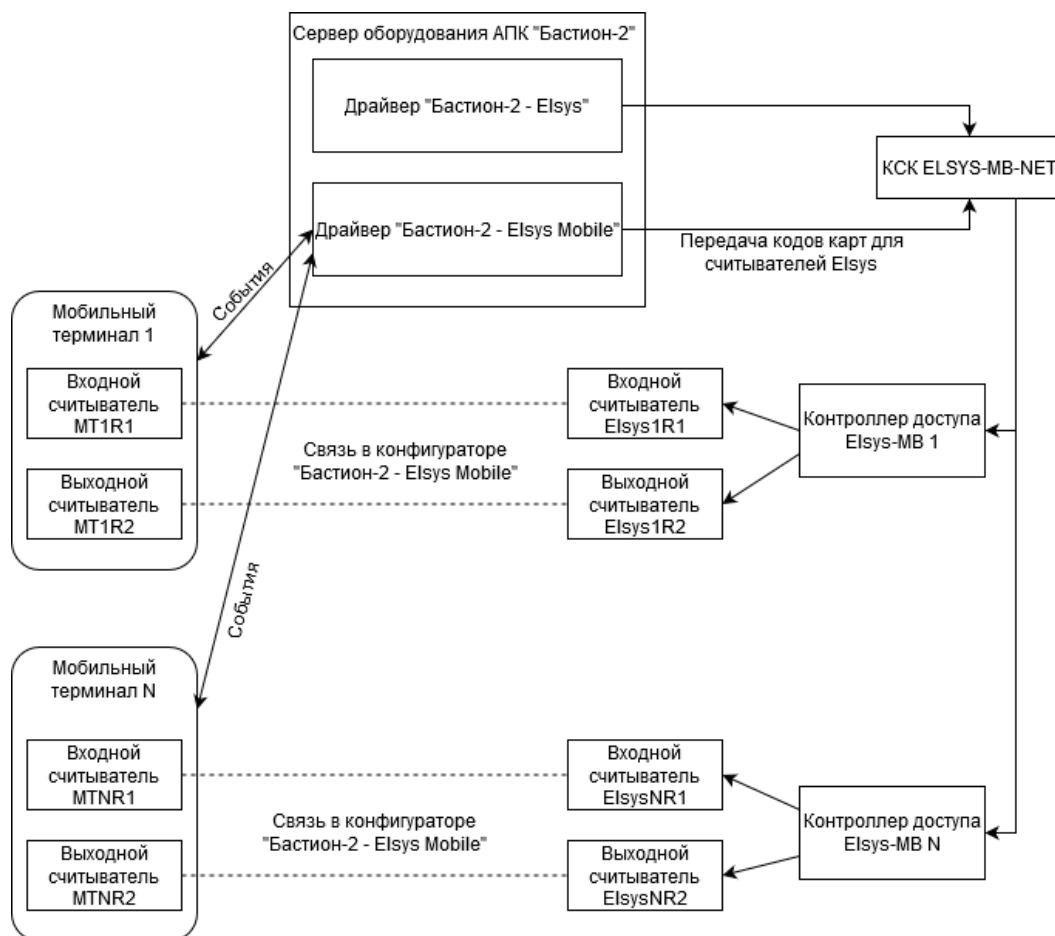 Сервер оборудования АПК "Бастион-2"
Драйвер "Бастион-2 - Elsys"
КСК ELSYS-MB-NET
Драйвер "Бастион-2 - Elsys Mobile"
Передача кодов карт для
считывателей Elsys
События
Мобильный
терминал 1
Входной
считыватель
MT1R1
Выходной
считыватель
MT1R2
Связь в конфигураторе
"Бастион-2 - Elsys Mobile"
Входной
считыватель
Elsys1R1
Выходной
считыватель
Elsys1R2
Контроллер доступа
Elsys-MB 1
События
Мобильный
терминал N
Входной
считыватель
MTNR1
Выходной
считыватель
MTNR2
Связь в конфигураторе
"Бастион-2 - Elsys Mobile"
Входной
считыватель
ElsysNR1
Выходной
считыватель
ElsysNR2
Контроллер доступа
Elsys-MB N